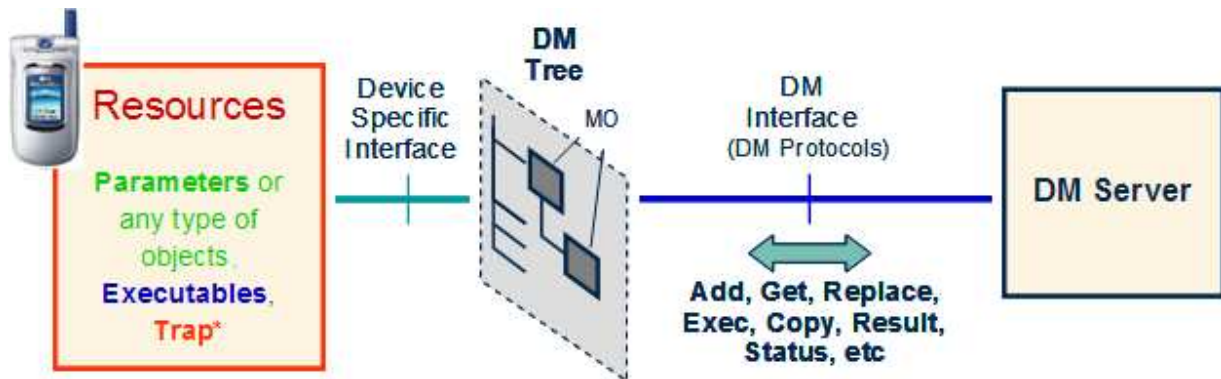 Resources
Parameters or
any type of
objects,
Executables,
Trap*
Device
Specific
Interface
DM
Tree
MO
DM
Interface
(DM Protocols)
Add, Get, Replace,
Exec, Copy, Result,
Status, etc
DM Server